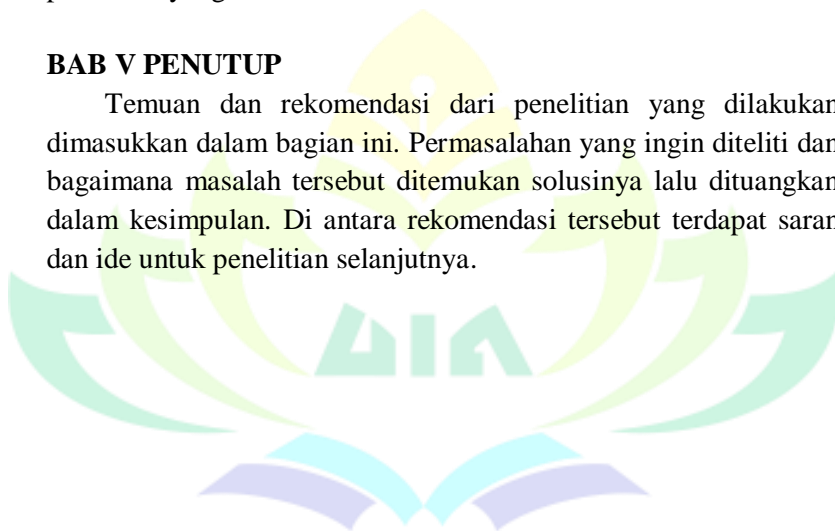 BAB V PENUTUP
Temuan dan rekomendasi dari penelitian yang dilakukan
dimasukkan dalam bagian ini. Permasalahan yang ingin diteliti dan
bagaimana masalah tersebut ditemukan solusinya lalu dituangkan
dalam kesimpulan. Di antara rekomendasi tersebut terdapat saran
dan ide untuk penelitian selanjutnya.
UIN